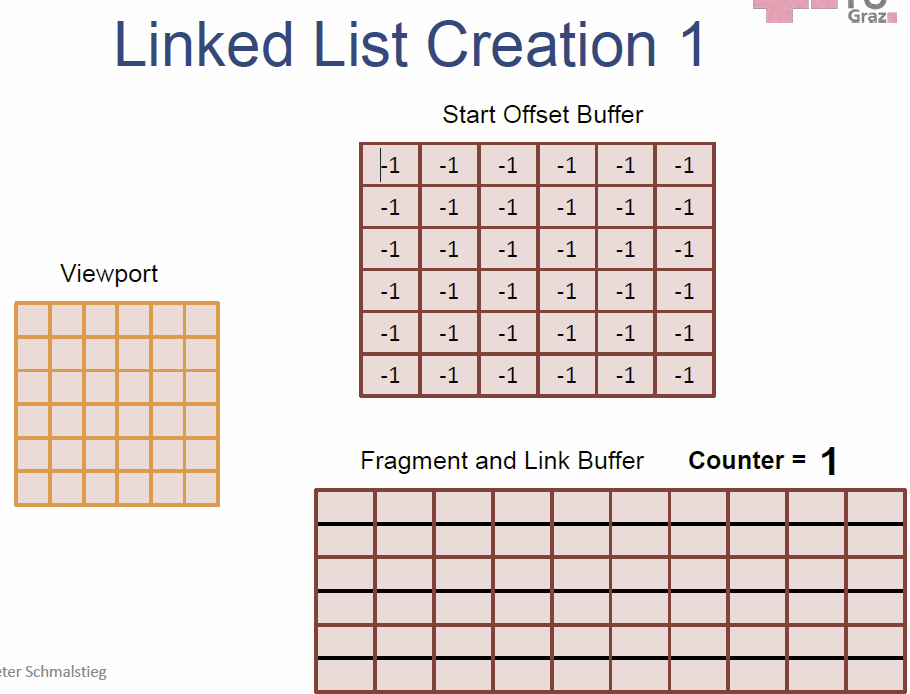 Graz
Linked List Creation 1
Start Offset Buffer
-1 -1 -1 -1 -1 -1
-1 -1 -1 -1 -1 -1
-1 -1 -1 -1 -1 -1
-1 -1 -1 -1 -1 -1
-1 -1 -1 -1 -1 -1
-1 -1 -1 -1 -1 -1
Viewport
Fragment and Link Buffer Counter = 1
eter Schmalstieg